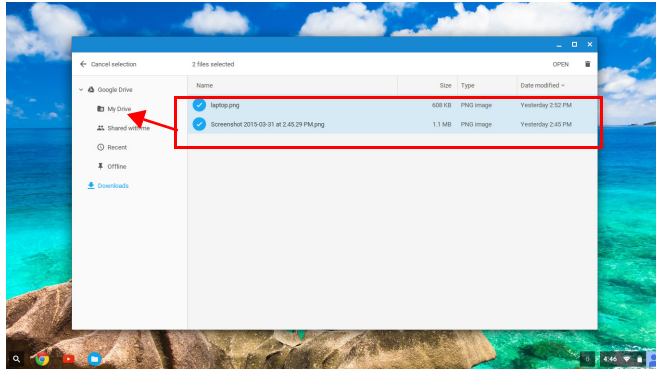 Cancel selection
2 files selected
OPEN
Google Drive
My Drive
Shared with me
Recent
Offline
Downloads
Name Size Type Date modified
laptop.png 608 KB PNG image Yesterday 2:52 PM
Screenshot 2015-03-31 at 2.45.29 PM.png 1.1 MB PNG image Yesterday 2:45 PM
0 4:46